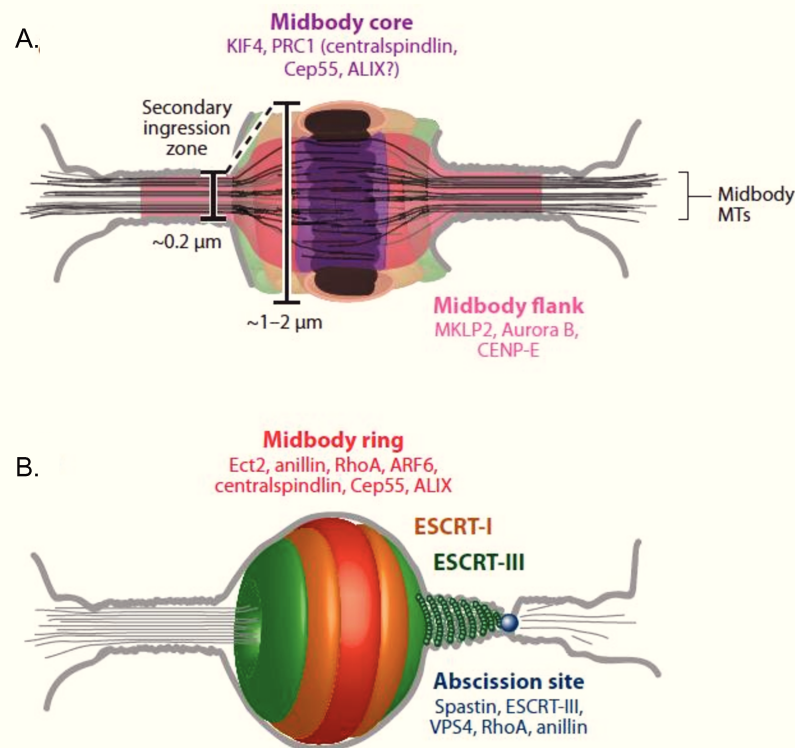 A.
Midbody core
KIF4, PRC1 (centralspindlin,
Cep55, ALIX?)
Secondary
ingression
zone
~0.2 µm
~1–2 µm
Midbody
MTs
Midbody flank
MKLP2, Aurora B,
CENP-E
B.
Midbody ring
Ect2, anillin, RhoA, ARF6,
centralspindlin, Cep55, ALIX
ESCRT-I
ESCRT-III
Abscission site
Spastin, ESCRT-III,
VPS4, RhoA, anillin